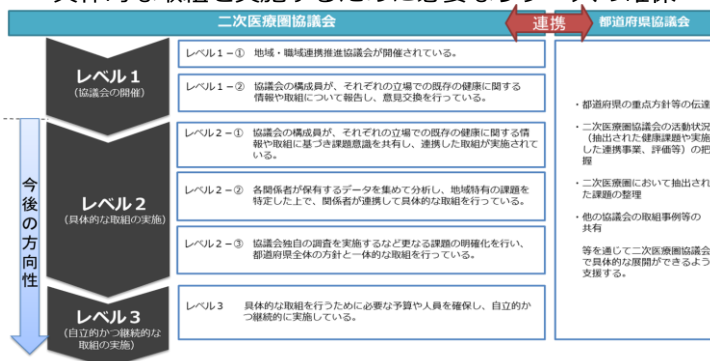 二次医療圏協議会
連携
都道府県協議会
レベル1
(協議会の開催)
レベル1-① 地域・職域連携推進協議会が開催されている。
レベル1-② 協議会の構成員が、それぞれの立場での既存の健康に関する
情報や取組について報告し、意見交換を行っている。
今後の方向性
レベル2
(具体的な取組の実施)
レベル2-① 協議会の構成員が、それぞれの立場での既存の健康に関する情
報や取組に基づき課題意識を共有し、連携した取組が実施されて
いる。
レベル2-② 各関係者が保有するデータを集めて分析し、地域特有の課題を
特定した上で、関係者が連携して具体的な取組を行っている。
レベル2-③ 協議会独自の調査を実施するなど更なる課題の明確化を行い、
都道府県全体の方針と一体的な取組を行っている。
レベル3
(自立的かつ継続的な
取組の実施)
レベル3 具体的な取組を行うために必要な予算や人員を確保し、自立的か
つ継続的に実施している。
・都道府県の重点方針等の伝達
・二次医療圏協議会の活動状況
(抽出された健康課題や実施
した連携事業、評価等)の把
握
・二次医療圏において抽出され
た課題の整理
・他の協議会の取組事例等の
共有
等を通じて二次医療圏協議会
で具体的な展開ができるよう
支援する。